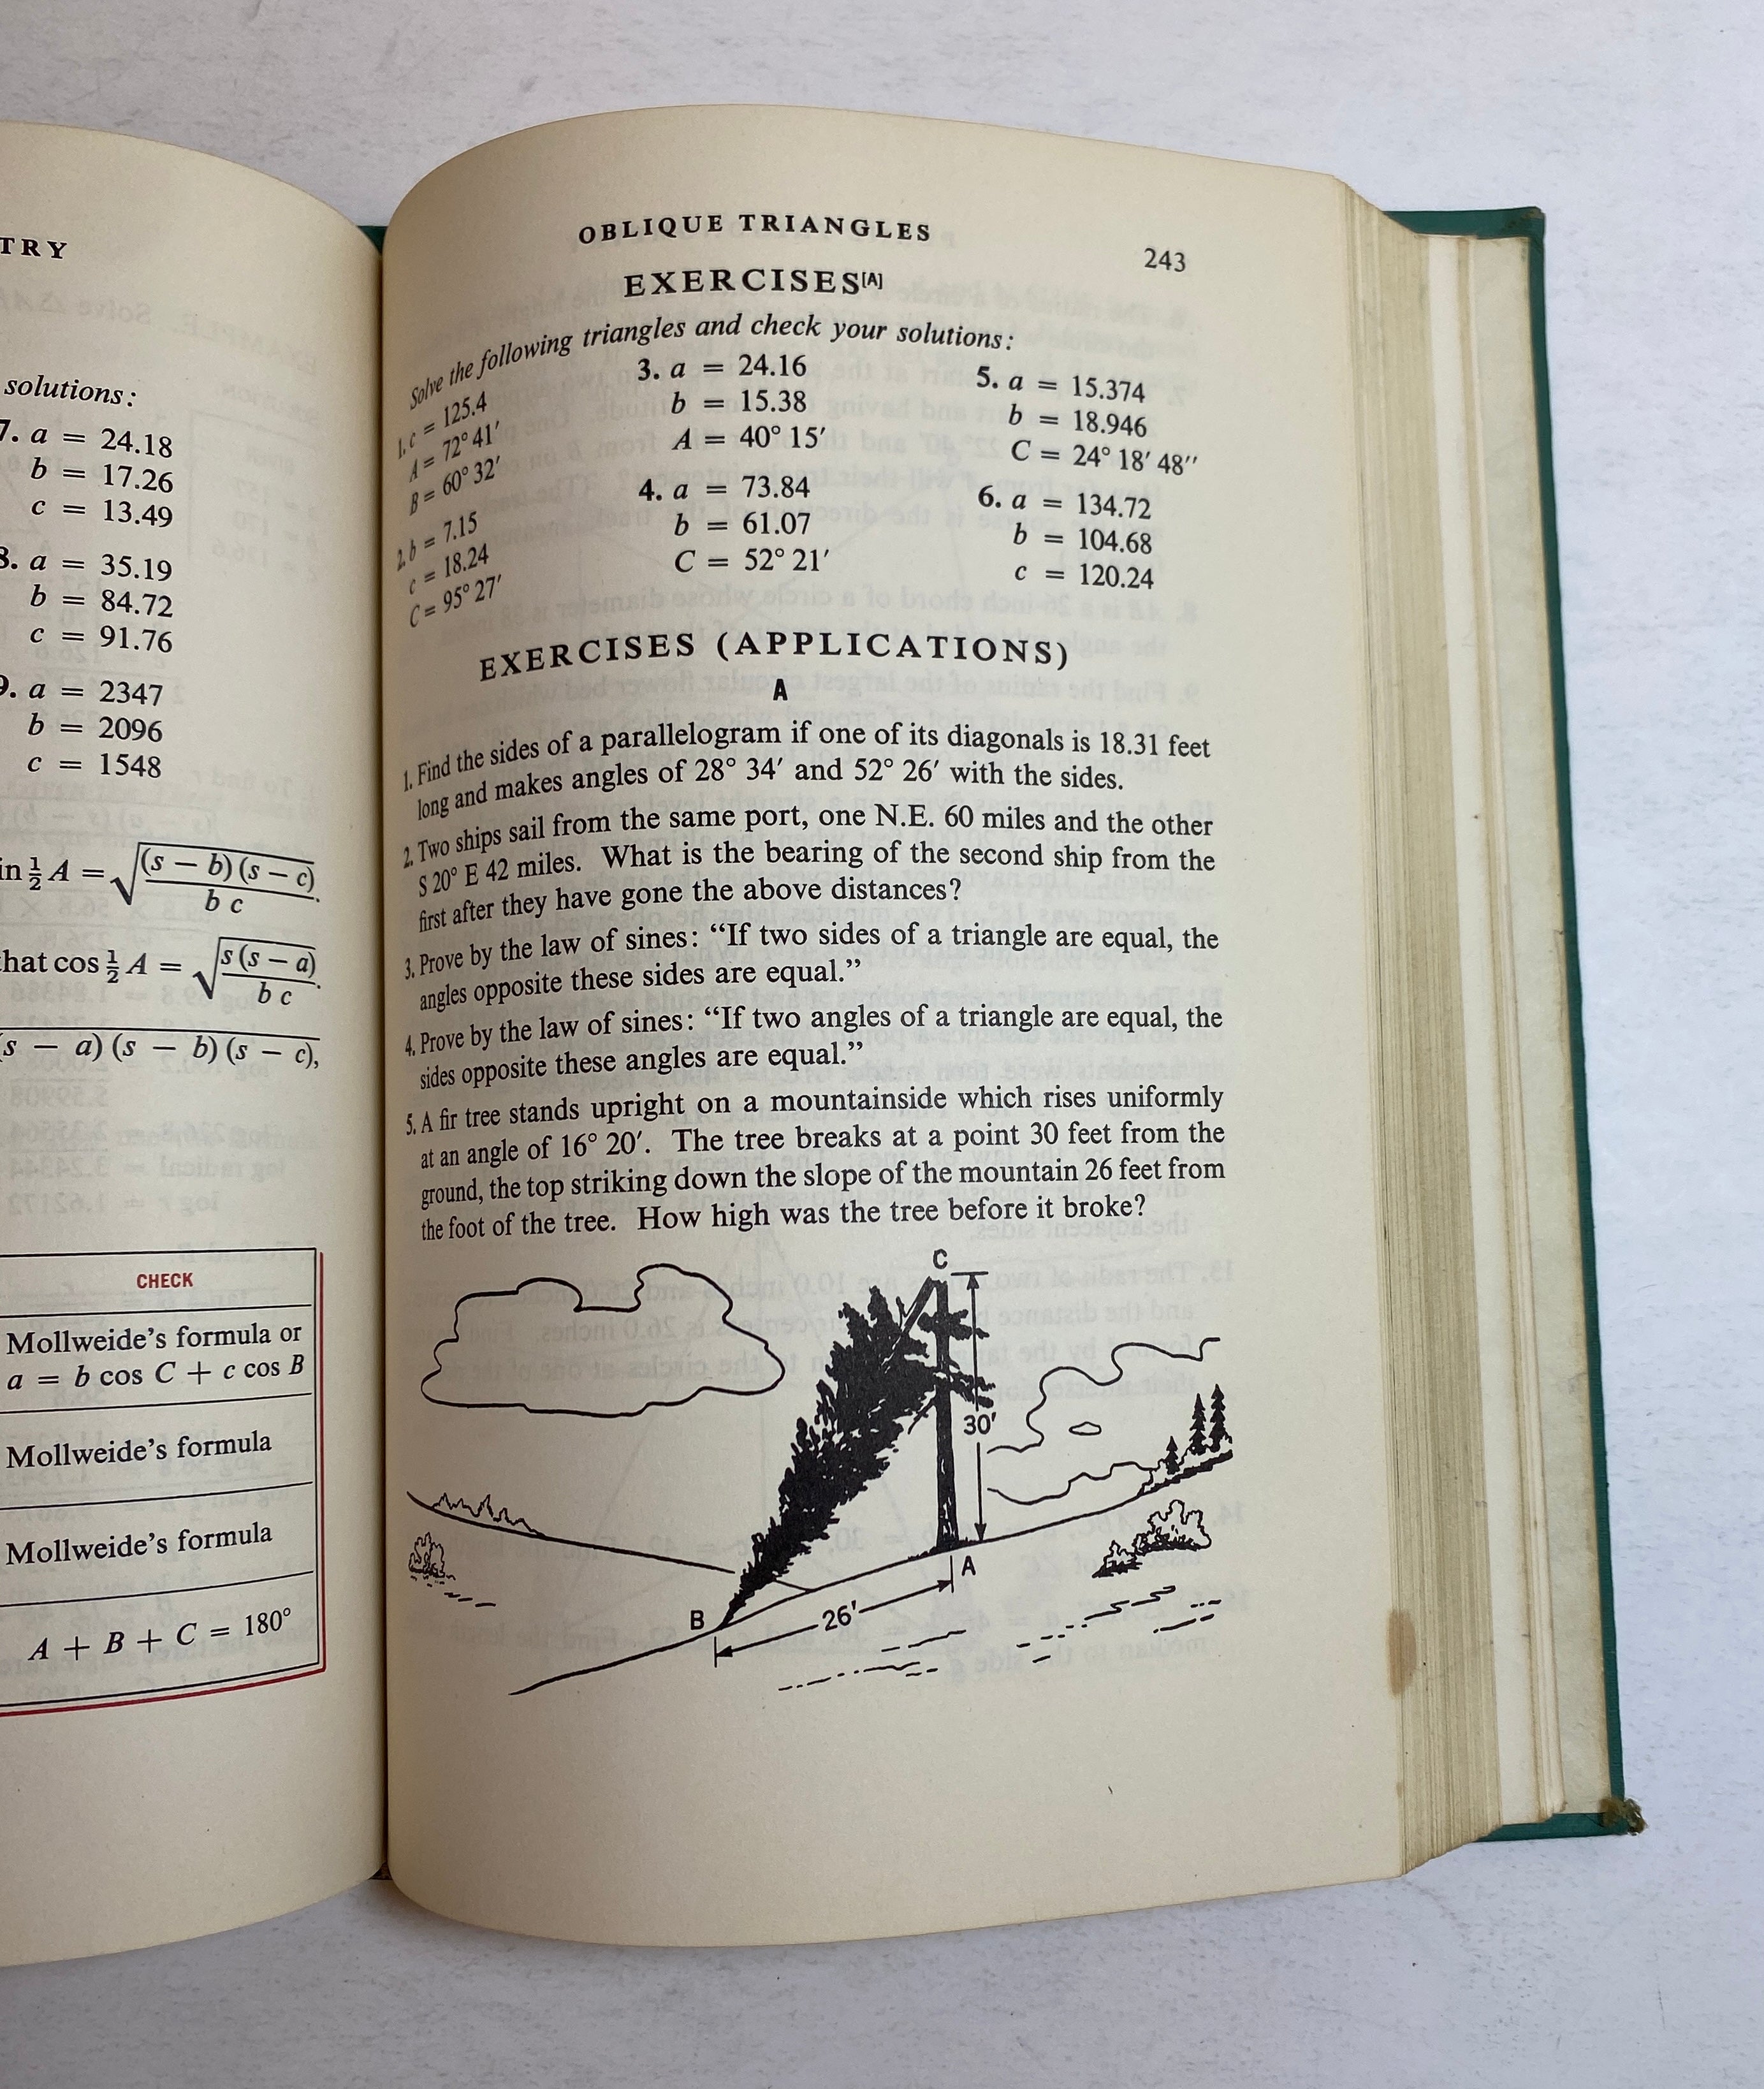 TRY
solutions:
7. a = 24.18
b = 17.26
c = 13.49
8. a = 35.19
b = 84.72
c = 91.76
9. a = 2347
b = 2096
c = 1548
in ½ A = √((s − b)(s − c) / b c).
that cos ½ A = √(s (s − a) / b c).
(s − a)(s − b)(s − c),
CHECK
Mollweide’s formula or
a = b cos C + c cos B
Mollweide’s formula
Mollweide’s formula
A + B + C = 180°
OBLIQUE TRIANGLES
243
EXERCISES[A]
Solve the following triangles and check your solutions:
1. c = 125.4
A = 72° 41′
B = 60° 32′
2. b = 7.15
c = 18.24
C = 95° 27′
3. a = 24.16
b = 15.38
A = 40° 15′
4. a = 73.84
b = 61.07
C = 52° 21′
5. a = 15.374
b = 18.946
C = 24° 18′ 48″
6. a = 134.72
b = 104.68
c = 120.24
EXERCISES (APPLICATIONS)
A
1. Find the sides of a parallelogram if one of its diagonals is 18.31 feet
long and makes angles of 28° 34′ and 52° 26′ with the sides.
2. Two ships sail from the same port, one N.E. 60 miles and the other
S 20° E 42 miles. What is the bearing of the second ship from the
first after they have gone the above distances?
3. Prove by the law of sines: “If two sides of a triangle are equal, the
angles opposite these sides are equal.”
4. Prove by the law of sines: “If two angles of a triangle are equal, the
sides opposite these angles are equal.”
5. A fir tree stands upright on a mountainside which rises uniformly
at an angle of 16° 20′. The tree breaks at a point 30 feet from the
ground, the top striking down the slope of the mountain 26 feet from
the foot of the tree. How high was the tree before it broke?
C
30′
A
B
26′